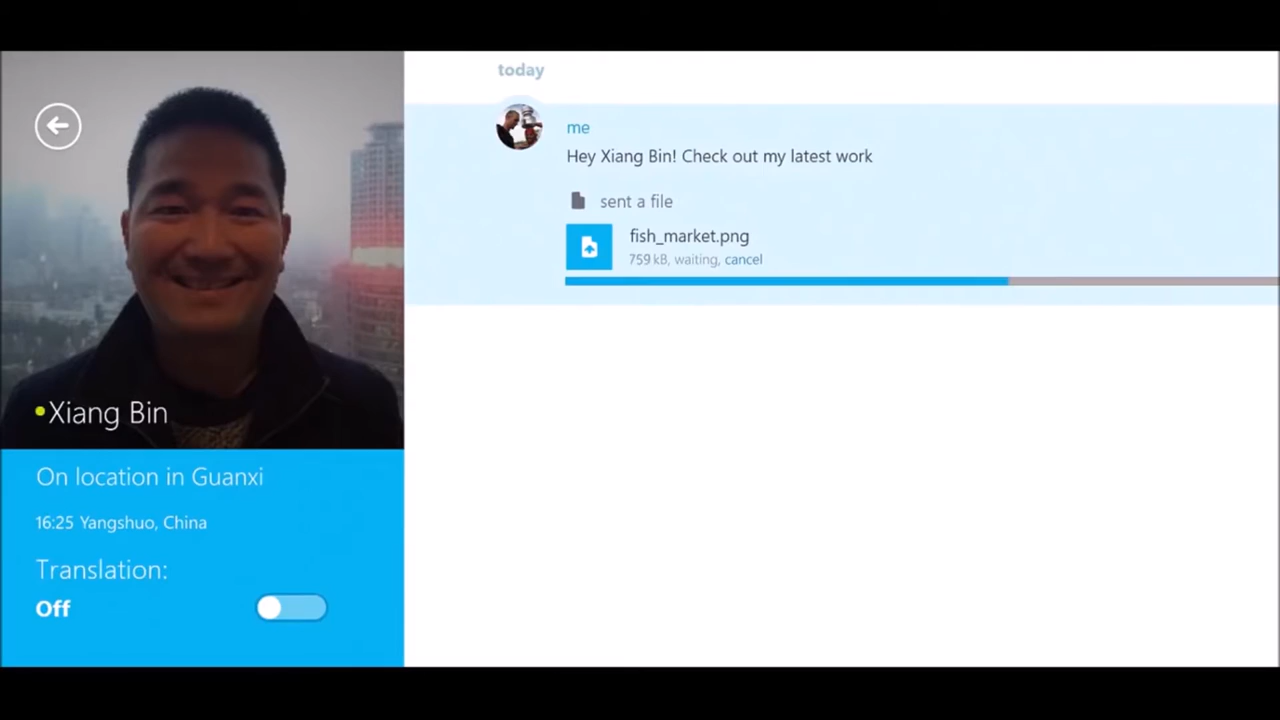 today
me
Hey Xiang Bin! Check out my latest work
sent a file
fish_market.png
759 kB, waiting, cancel
Xiang Bin
On location in Guanxi
16:25 Yangshuo, China
Translation:
Off